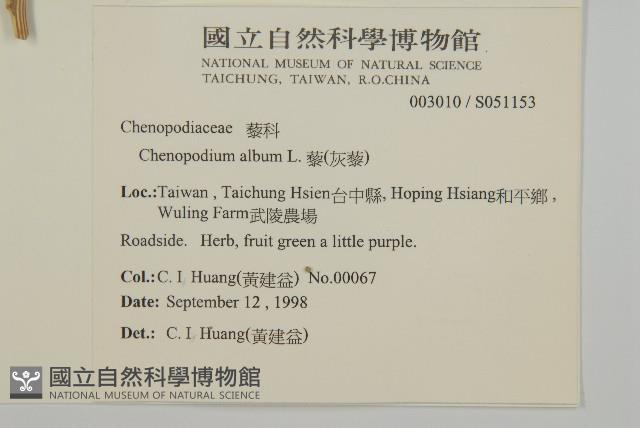 國立自然科學博物館
NATIONAL MUSEUM OF NATURAL SCIENCE
TAICHUNG, TAIWAN, R.O.CHINA
003010 / S051153
Chenopodiaceae 藜科
Chenopodium album L. 藜(灰藜)
Loc.:Taiwan , Taichung Hsien台中縣, Hoping Hsiang和平鄉 ,
Wuling Farm武陵農場
Roadside. Herb, fruit green a little purple.
Col.:C. I. Huang(黃建益) No.00067
Date: September 12 , 1998
Det.: C. I. Huang(黃建益)
國立自然科學博物館
NATIONAL MUSEUM OF NATURAL SCIENCE